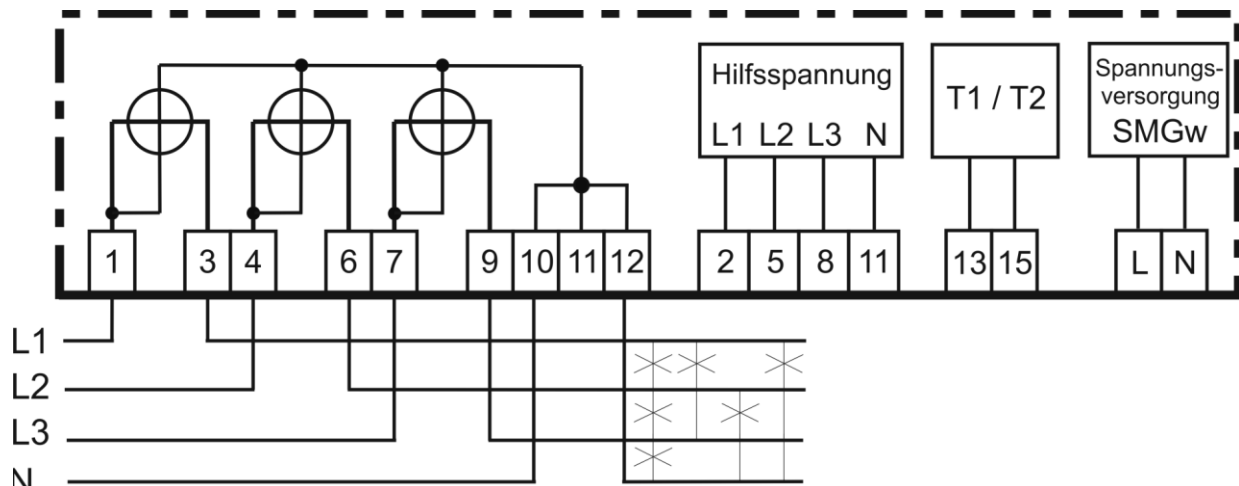 Hilfsspannung
L1 L2 L3 N
T1 / T2
Spannungs-
versorgung
SMGw
1 3 4 6 7 9 10 11 12 2 5 8 11 13 15 L N
L1
L2
L3
N